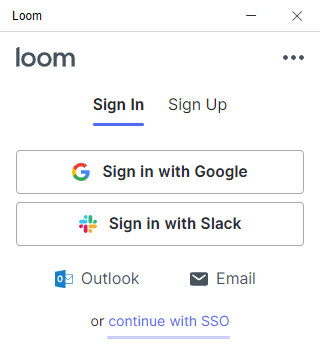 Loom
loom
Sign In Sign Up
Sign in with Google
Sign in with Slack
Outlook Email
or continue with SSO